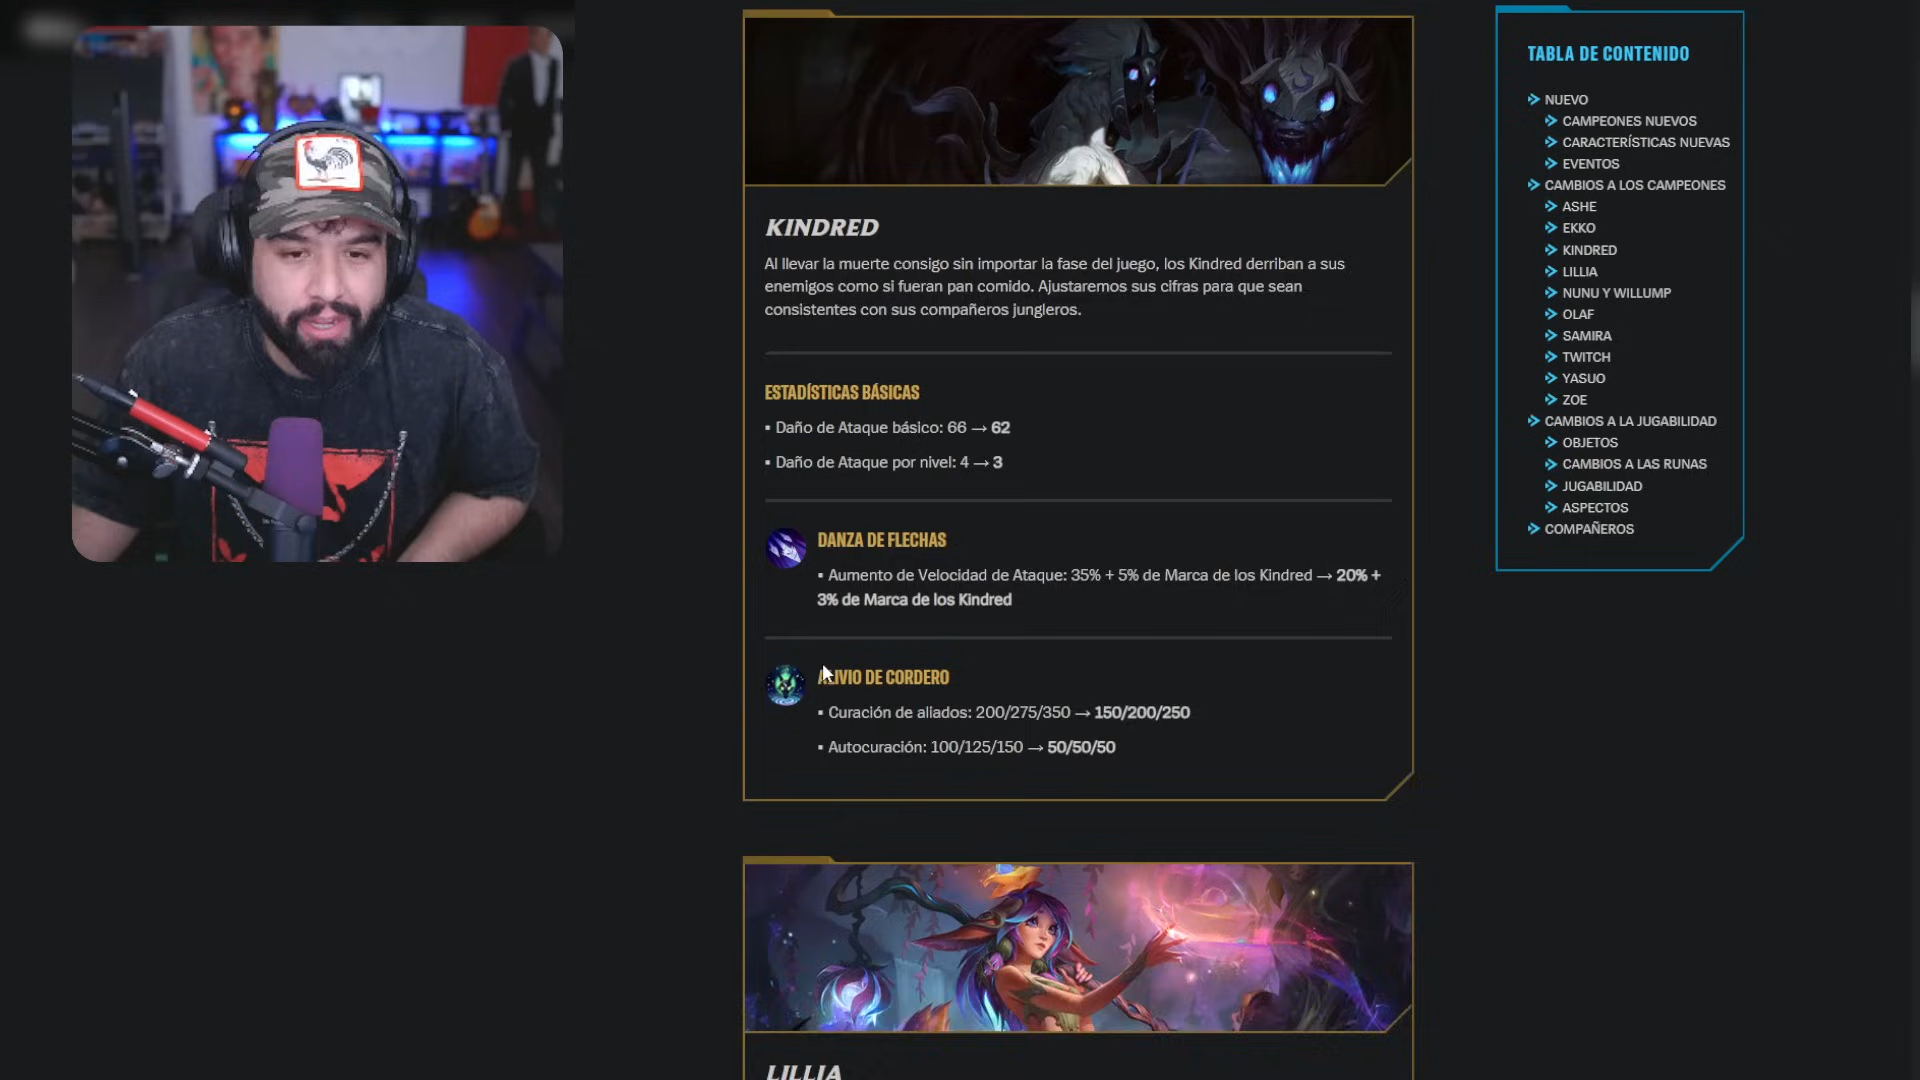 KINDRED
Al llevar la muerte consigo sin importar la fase del juego, los Kindred derriban a sus
enemigos como si fueran pan comido. Ajustaremos sus cifras para que sean
consistentes con sus compañeros jungleros.
ESTADÍSTICAS BÁSICAS
▪ Daño de Ataque básico: 66 → 62
▪ Daño de Ataque por nivel: 4 → 3
DANZA DE FLECHAS
▪ Aumento de Velocidad de Ataque: 35% + 5% de Marca de los Kindred → 20% +
3% de Marca de los Kindred
ALIVIO DE CORDERO
▪ Curación de aliados: 200/275/350 → 150/200/250
▪ Autocuración: 100/125/150 → 50/50/50
LILLIA
TABLA DE CONTENIDO
NUEVO
CAMPEONES NUEVOS
CARACTERÍSTICAS NUEVAS
EVENTOS
CAMBIOS A LOS CAMPEONES
ASHE
EKKO
KINDRED
LILLIA
NUNU Y WILLUMP
OLAF
SAMIRA
TWITCH
YASUO
ZOE
CAMBIOS A LA JUGABILIDAD
OBJETOS
CAMBIOS A LAS RUNAS
JUGABILIDAD
ASPECTOS
COMPAÑEROS